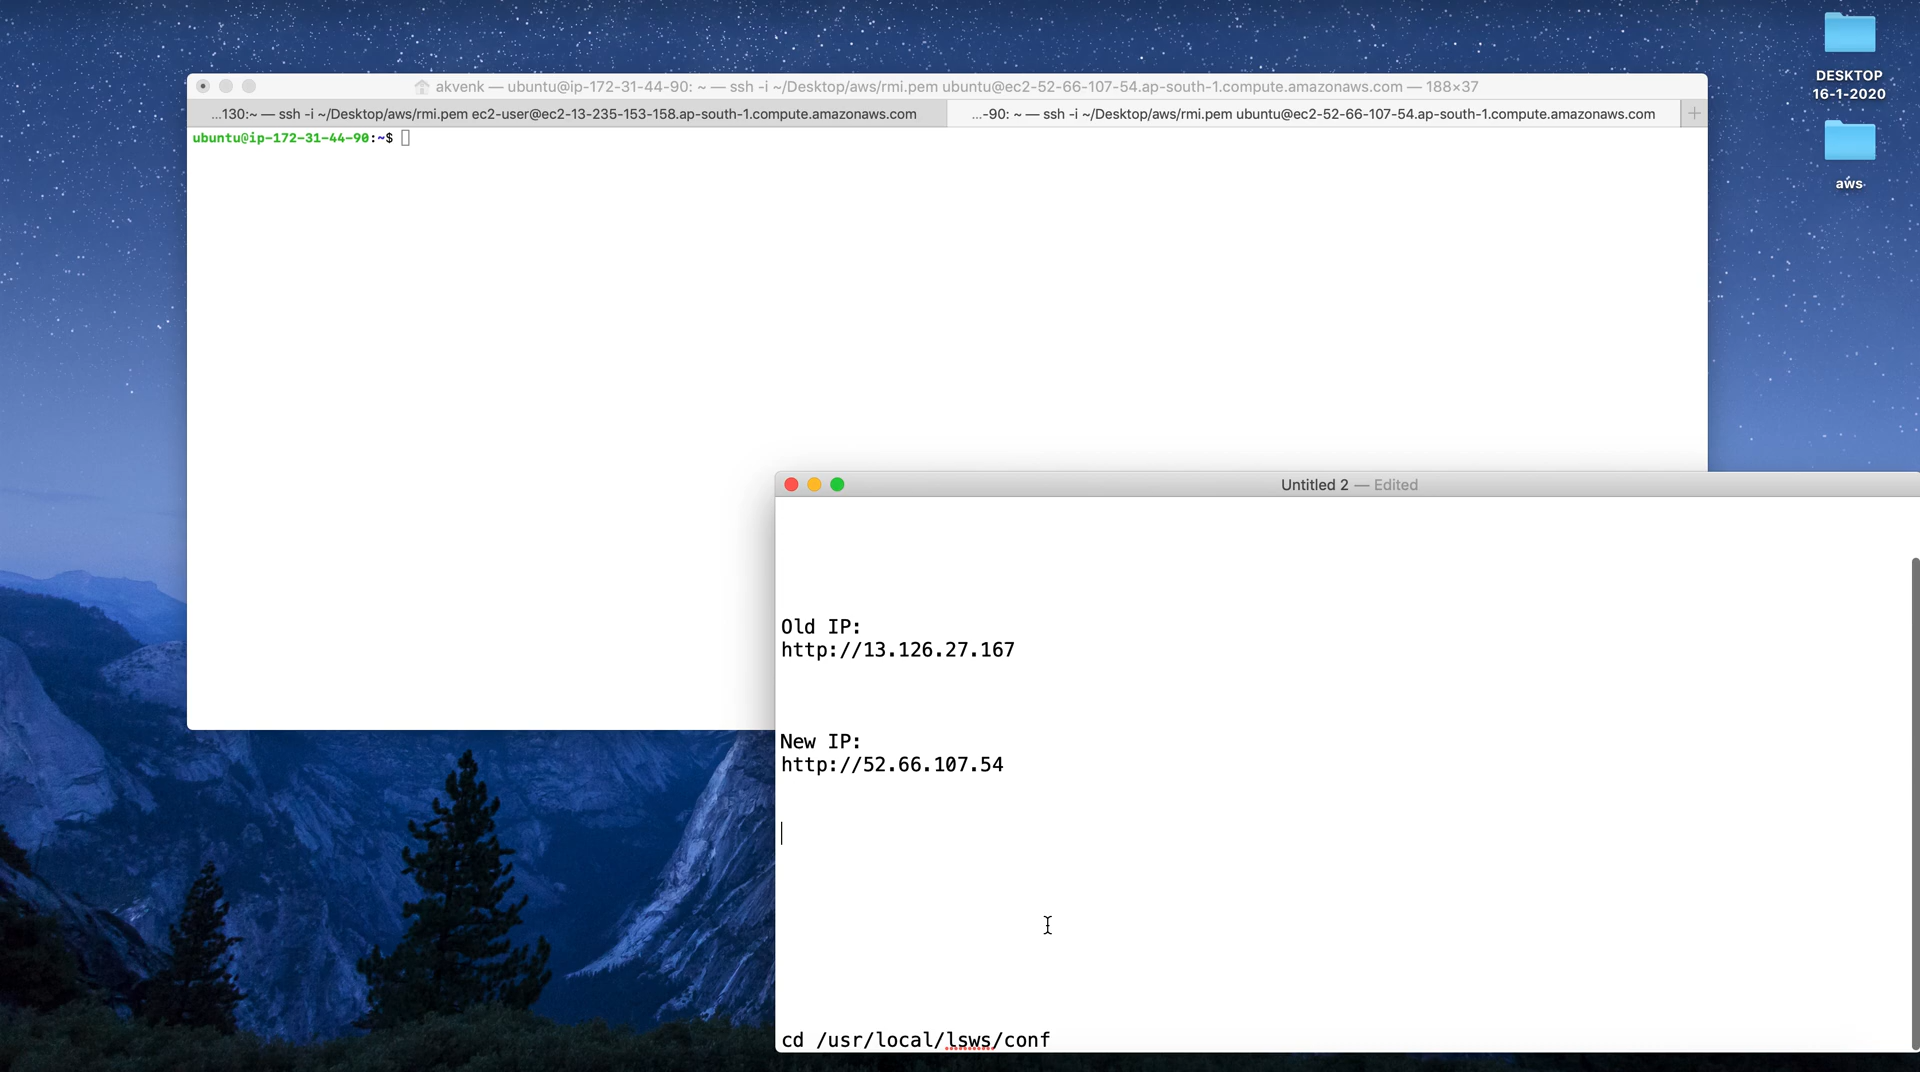 akvenk — ubuntu@ip-172-31-44-90: ~ — ssh -i ~/Desktop/aws/rmi.pem ubuntu@ec2-52-66-107-54.ap-south-1.compute.amazonaws.com — 188×37
...130:~ — ssh -i ~/Desktop/aws/rmi.pem ec2-user@ec2-13-235-153-158.ap-south-1.compute.amazonaws.com
...-90: ~ — ssh -i ~/Desktop/aws/rmi.pem ubuntu@ec2-52-66-107-54.ap-south-1.compute.amazonaws.com
ubuntu@ip-172-31-44-90:~$
DESKTOP
16-1-2020
aws
Untitled 2 — Edited
Old IP:
http://13.126.27.167
New IP:
http://52.66.107.54
cd /usr/local/lsws/conf